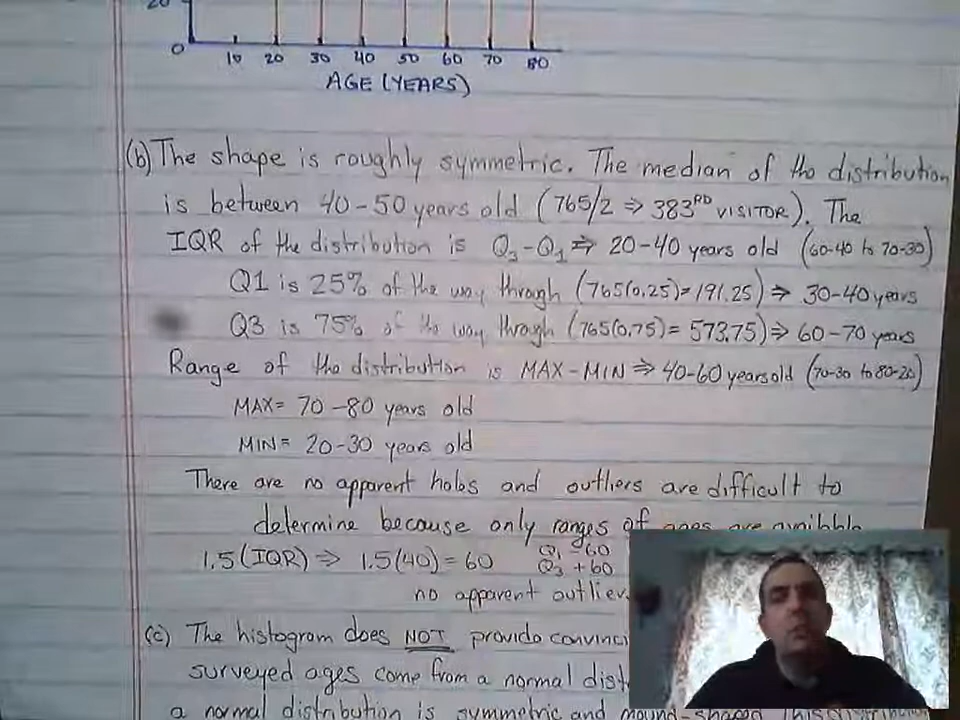 20
0 10 20 30 40 50 60 70 80
AGE (YEARS)
(b) The shape is roughly symmetric. The median of the distribution
is between 40-50 years old (765/2 ⇒ 383RD VISITOR). The
IQR of the distribution is Q3-Q1 ⇒ 20-40 years old (60-40 to 70-30)
Q1 is 25% of the way through (765(0.25)=191.25) ⇒ 30-40 years
Q3 is 75% of the way through (765(0.75)=573.75) ⇒ 60-70 years
Range of the distribution is MAX-MIN ⇒ 40-60 years old (70-30 to 80-20)
MAX= 70-80 years old
MIN= 20-30 years old
There are no apparent holes and outliers are difficult to
determine because only ranges of ages are
1.5(IQR) ⇒ 1.5(40)=60 Q1 -60
Q3 +60
no apparent outliers
(c) The histogram does NOT provide
surveyed ages come from a normal
a normal distribution is symmetric and mound-shaped. This